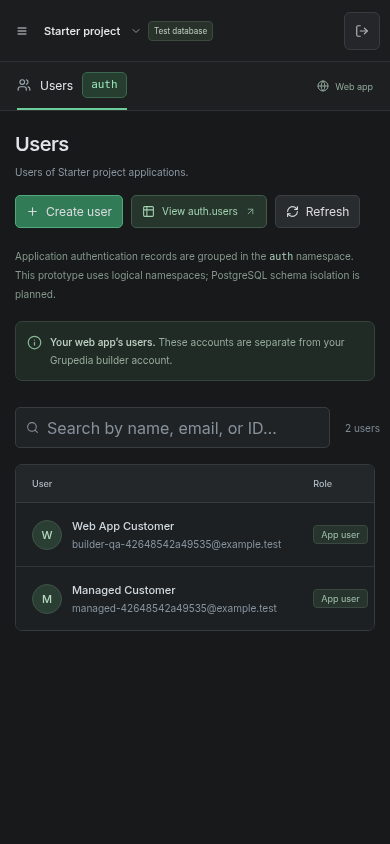 Starter project
Test database
Users
auth
Web app
Users
Users of Starter project applications.
Create user
View auth.users
Refresh
Application authentication records are grouped in the auth namespace.
This prototype uses logical namespaces; PostgreSQL schema isolation is
planned.
Your web app's users. These accounts are separate from your
Grupedia builder account.
Search by name, email, or ID...
2 users
User
Role
W
Web App Customer
builder-qa-42648542a49535@example.test
App user
M
Managed Customer
managed-42648542a49535@example.test
App user